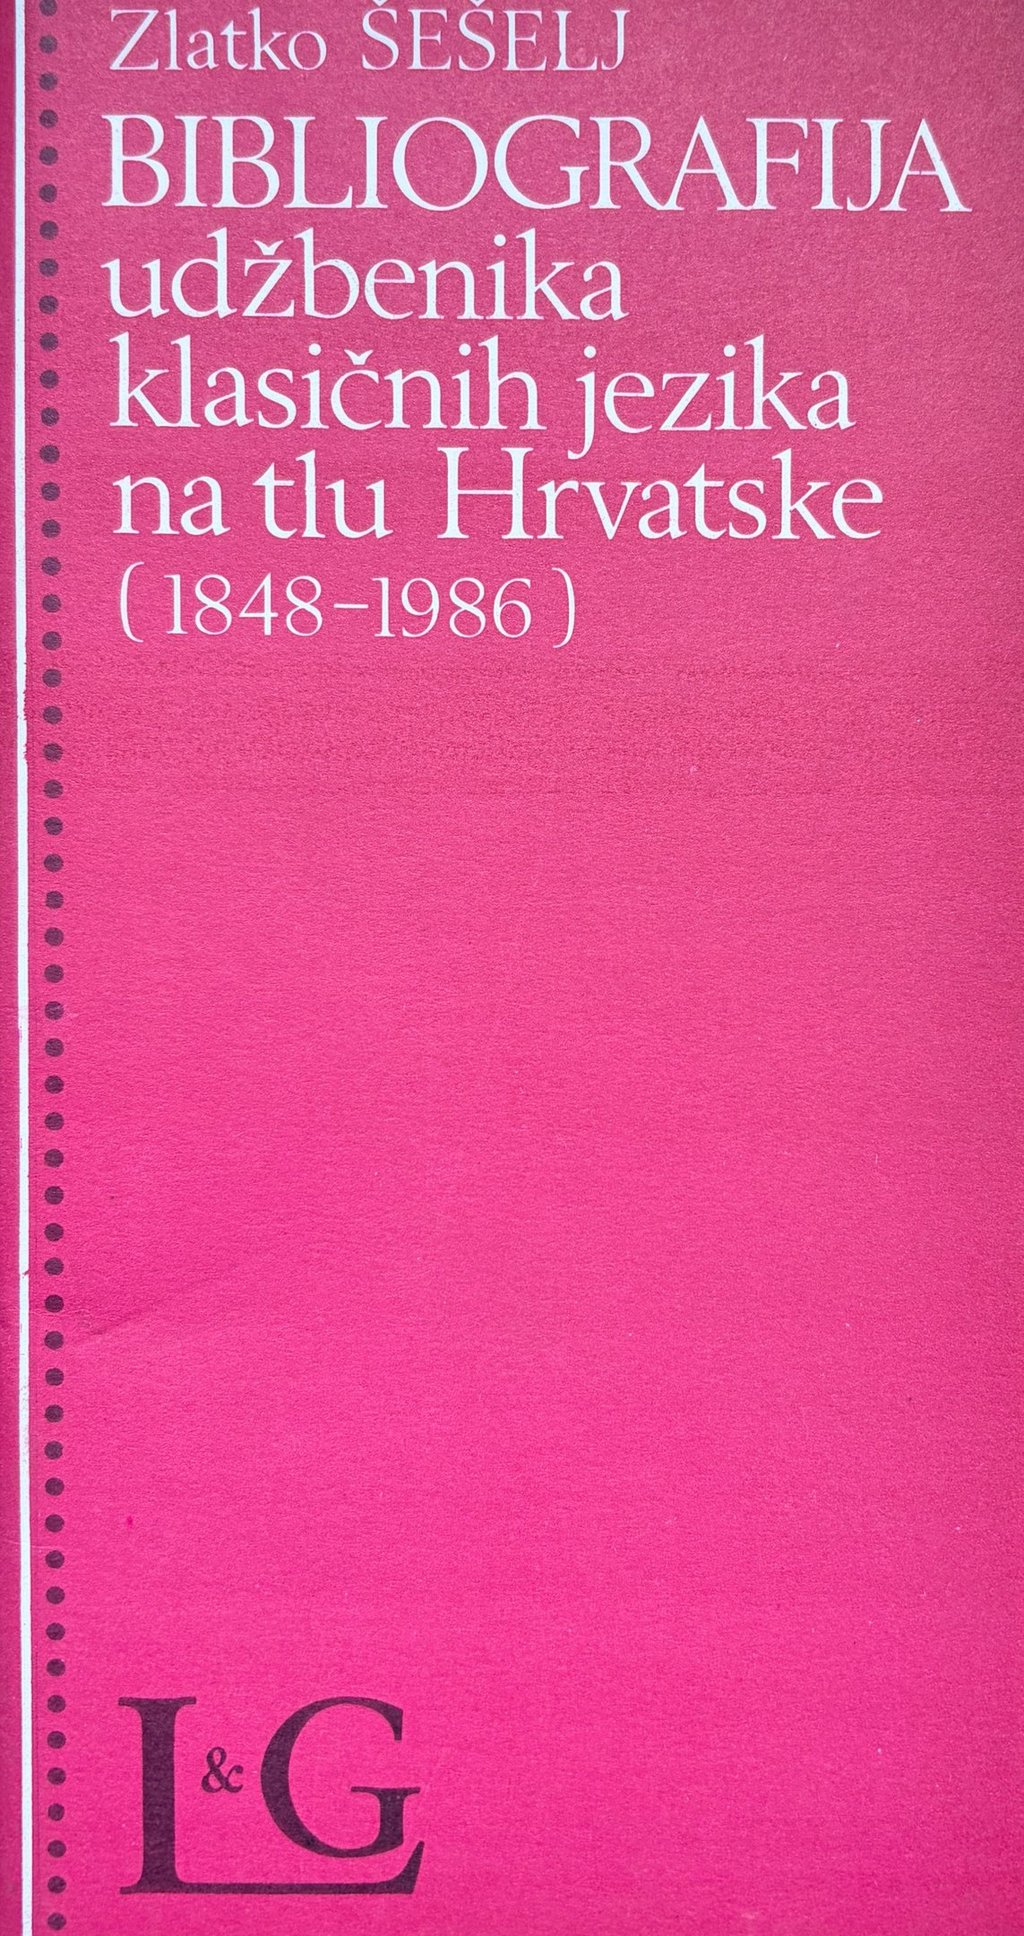 Zlatko ŠEŠELJ
BIBLIOGRAFIJA
udžbenika
klasičnih jezika
na tlu Hrvatske
(1848–1986)
L&G